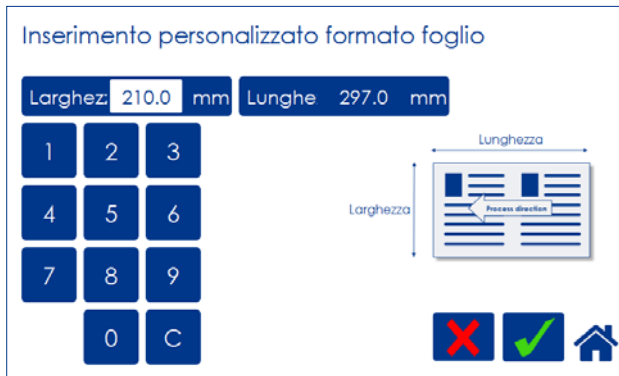 Inserimento personalizzato formato foglio
Larghez: 210.0 mm Lunghe 297.0 mm
1 2 3
4 5 6
7 8 9
0 C
Lunghezza
Larghezza
Process direction